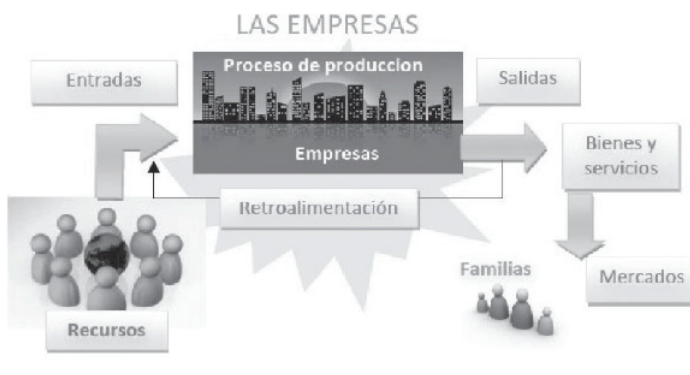 LAS EMPRESAS
Entradas
Proceso de produccion
Empresas
Salidas
Bienes y
servicios
Retroalimentación
Recursos
Familias
Mercados